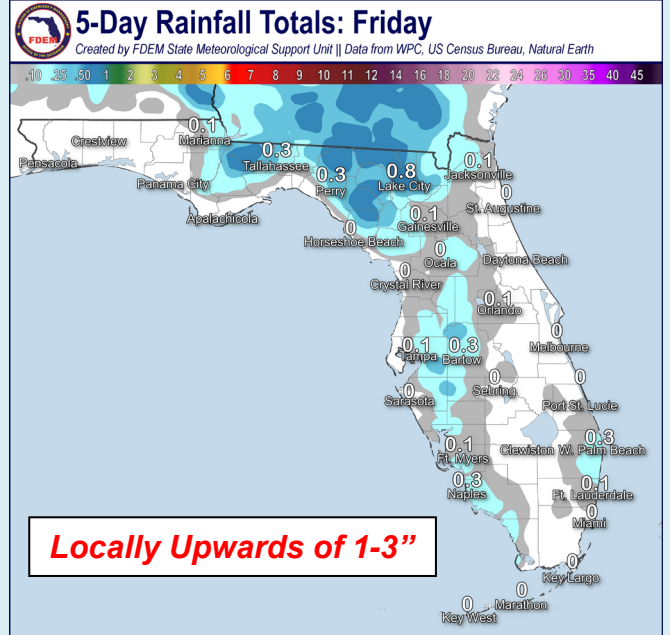 5-Day Rainfall Totals: Friday
FDEM
Created by FDEM State Meteorological Support Unit || Data from WPC, US Census Bureau, Natural Earth
.10 .25 .50 1 2 3 4 5 6 7 8 9 10 11 12 14 16 18 20 22 24 26 30 35 40 45
0.1
Crestview
Marianna
Pensacola
0.3
Tallahassee
0.3
Perry
0.8
Lake City
0.1
Jacksonville
Panama City
Apalachicola
0
St. Augustine
0.1
Gainesville
0
Horseshoe Beach
0
Ocala
Daytona Beach
0
Crystal River
0.1
Orlando
0
Melbourne
0.1
Tampa
0.3
Bartow
0
Sebring
0
Port St. Lucie
0
Sarasota
0.1
Ft. Myers
Clewiston
0.3
W. Palm Beach
0.3
Naples
0.1
Ft. Lauderdale
0
Miami
Locally Upwards of 1-3”
0
Key Largo
0
Marathon
0
Key West